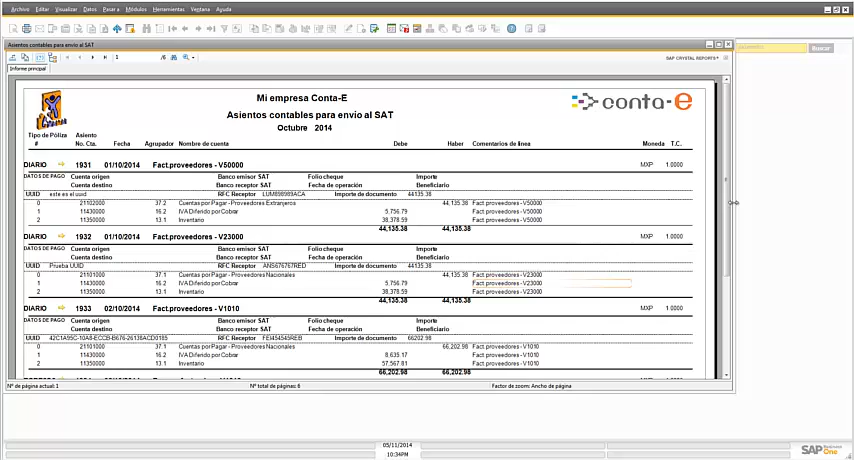 Archivo Editar Visualizar Datos Pasar a Módulos Herramientas Ventana Ayuda
Asientos contables para envio al SAT
Buscar
1 /6 SAP CRYSTAL REPORTS®
Informe principal
Mi empresa Conta-E
conta-e
Asientos contables para envio al SAT
Octubre 2014
Tipo de Póliza Asiento
# No. Cta. Fecha Agrupador Nombre de cuenta Debe Haber Comentarios de línea Moneda T.C.
DIARIO 1931 01/10/2014 Fact.proveedores - V50000 MXP 1.0000
DATOS DE PAGO Cuenta origen Banco emisor SAT Folio cheque Importe
Cuenta destino Banco receptor SAT Fecha de operación Beneficiario
UUID este es el uuid RFC Receptor LUM898989ACA Importe de documento 44135.38
0 21102000 37.2 Cuentas por Pagar - Proveedores Extranjeros 44,135.38 Fact.proveedores - V50000
1 11430000 16.2 IVA Diferido por Cobrar 5,756.79 Fact.proveedores - V50000
2 11350000 13.1 Inventario 38,378.59 Fact.proveedores - V50000
44,135.38 44,135.38
DIARIO 1932 01/10/2014 Fact.proveedores - V23000 MXP 1.0000
DATOS DE PAGO Cuenta origen Banco emisor SAT Folio cheque Importe
Cuenta destino Banco receptor SAT Fecha de operación Beneficiario
UUID Prueba UUID RFC Receptor ANS676767RED Importe de documento 44135.38
0 21101000 37.1 Cuentas por Pagar - Proveedores Nacionales 44,135.38 Fact.proveedores - V23000
1 11430000 16.2 IVA Diferido por Cobrar 5,756.79 Fact.proveedores - V23000
2 11350000 13.1 Inventario 38,378.59 Fact.proveedores - V23000
44,135.38 44,135.38
DIARIO 1933 02/10/2014 Fact.proveedores - V1010 MXP 1.0000
DATOS DE PAGO Cuenta origen Banco emisor SAT Folio cheque Importe
Cuenta destino Banco receptor SAT Fecha de operación Beneficiario
UUID 42C1A95C-10A8-ECCB-B676-26138ACD0185 RFC Receptor FEI454545REB Importe de documento 66202.98
0 21101000 37.1 Cuentas por Pagar - Proveedores Nacionales 66,202.98 Fact.proveedores - V1010
1 11430000 16.2 IVA Diferido por Cobrar 8,635.17 Fact.proveedores - V1010
2 11350000 13.1 Inventario 57,567.81 Fact.proveedores - V1010
66,202.98 66,202.98
Nº de página actual: 1 Nº total de páginas: 6 Factor de zoom: Ancho de página
05/11/2014
10:34PM
SAP Business One